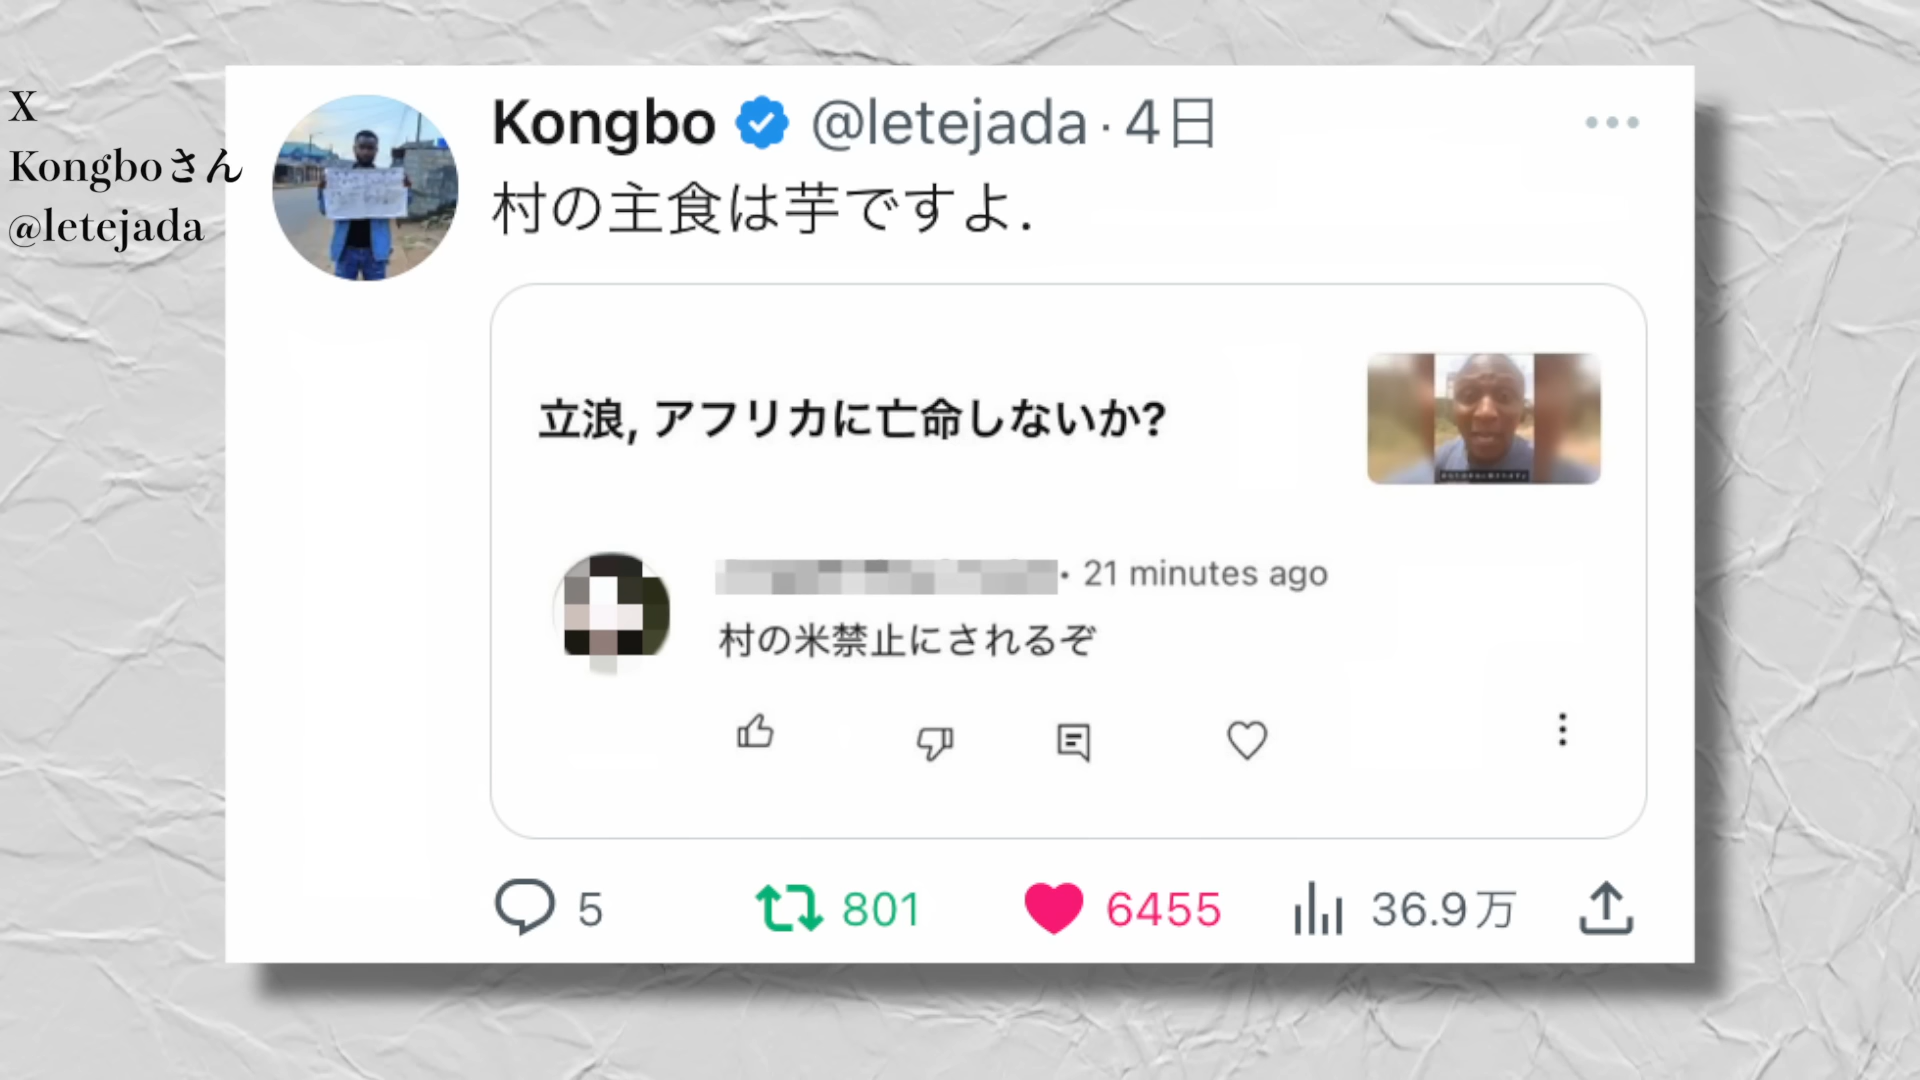 X
Kongboさん
@letejada
Kongbo @letejada · 4日
村の主食は芋ですよ.
立浪, アフリカに亡命しないか?
· 21 minutes ago
村の米禁止にされるぞ
5 801 6455 36.9万